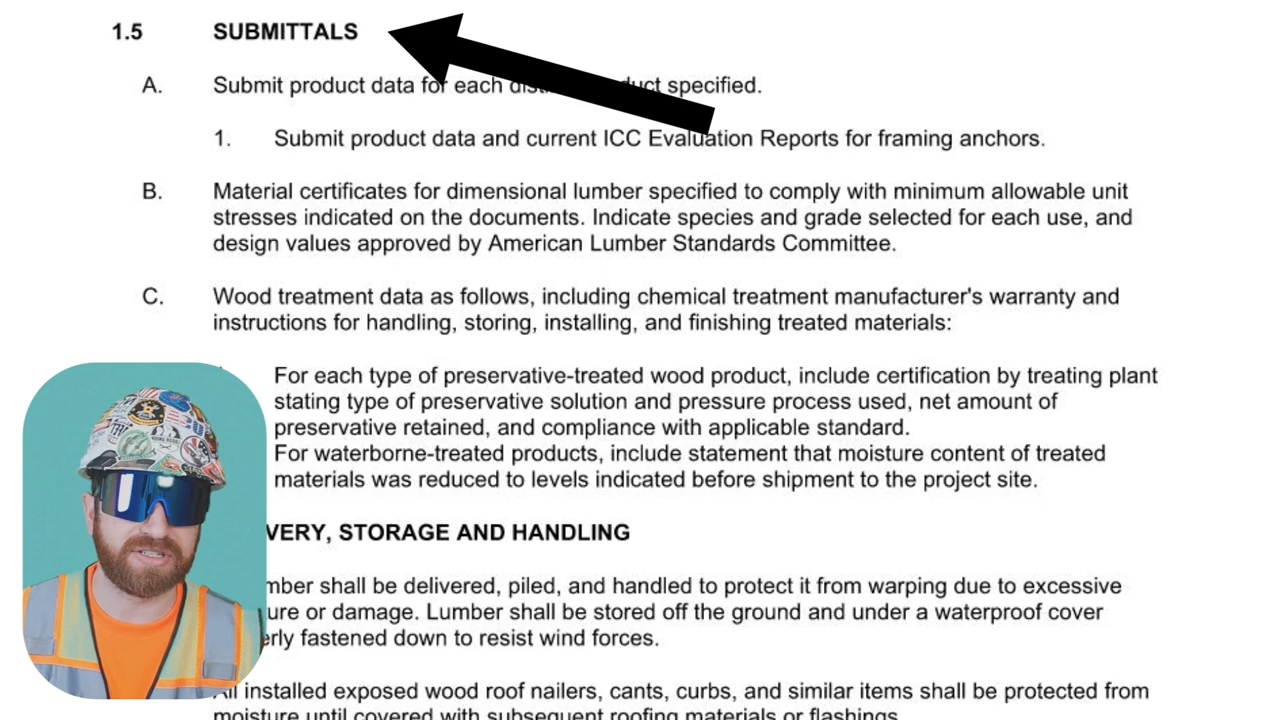 1.5 SUBMITTALS
A. Submit product data for each specified.
1. Submit product data and current ICC Evaluation Reports for framing anchors.
B. Material certificates for dimensional lumber specified to comply with minimum allowable unit
stresses indicated on the documents. Indicate species and grade selected for each use, and
design values approved by American Lumber Standards Committee.
C. Wood treatment data as follows, including chemical treatment manufacturer's warranty and
instructions for handling, storing, installing, and finishing treated materials:
For each type of preservative-treated wood product, include certification by treating plant
stating type of preservative solution and pressure process used, net amount of
preservative retained, and compliance with applicable standard.
For waterborne-treated products, include statement that moisture content of treated
materials was reduced to levels indicated before shipment to the project site.
VERY, STORAGE AND HANDLING
mber shall be delivered, piled, and handled to protect it from warping due to excessive
ure or damage. Lumber shall be stored off the ground and under a waterproof cover
erly fastened down to resist wind forces.
All installed exposed wood roof nailers, cants, curbs, and similar items shall be protected from
moisture until covered with subsequent roofing materials or flashings.